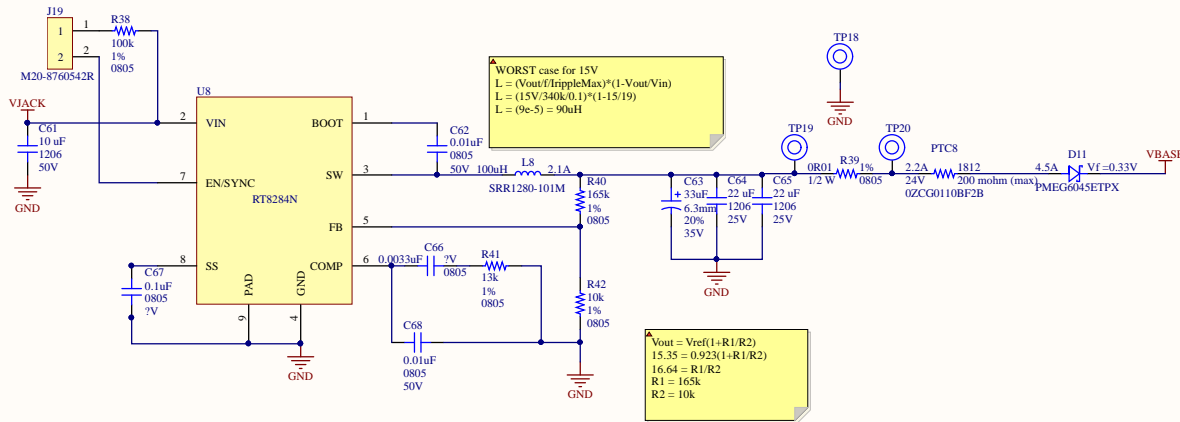 J19
1
2
1
2
R38
100k
1%
0805
M20-8760542R
VJACK
C61
10 uF
1206
50V
GND
U8
2
VIN
7
EN/SYNC
8
SS
RT8284N
BOOT
1
SW
3
FB
5
COMP
6
PAD
9
GND
4
C67
0.1uF
0805
?V
GND
C62
0.01uF
0805
50V
WORST case for 15V
L = (Vout/f/IrippleMax)*(1-Vout/Vin)
L = (15V/340k/0.1)*(1-15/19)
L = (9e-5) = 90uH
100uH
L8
2.1A
SRR1280-101M
R40
165k
1%
0805
C66
0.0033uF
?V
0805
R41
13k
1%
0805
C68
0.01uF
0805
50V
R42
10k
1%
0805
GND
C63
33uF
6.3mm
20%
35V
C64
22 uF
1206
25V
C65
22 uF
1206
25V
GND
TP18
GND
TP19
0R01
1/2 W
R39
1%
0805
TP20
PTC8
2.2A
1812
24V
200 mohm (max)
0ZCG0110BF2B
D11
4.5A
Vf =0.33V
PMEG6045ETPX
VBASE
Vout = Vref(1+R1/R2)
15.35 = 0.923(1+R1/R2)
16.64 = R1/R2
R1 = 165k
R2 = 10k